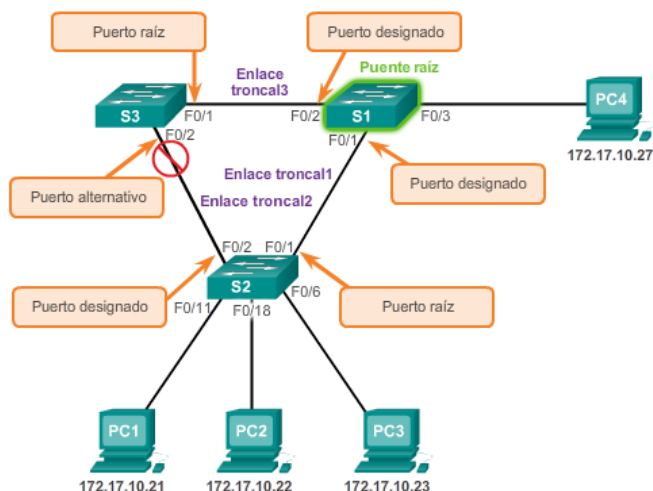 Puerto raíz
Puerto designado
Puente raíz
Enlace
troncal3
S3
F0/1
F0/2
S1
F0/3
PC4
F0/2
F0/1
172.17.10.27
Puerto alternativo
Enlace troncal1
Puerto designado
Enlace troncal2
F0/2
F0/1
Puerto designado
S2
F0/6
Puerto raíz
F0/11
F0/18
PC1
PC2
PC3
172.17.10.21
172.17.10.22
172.17.10.23